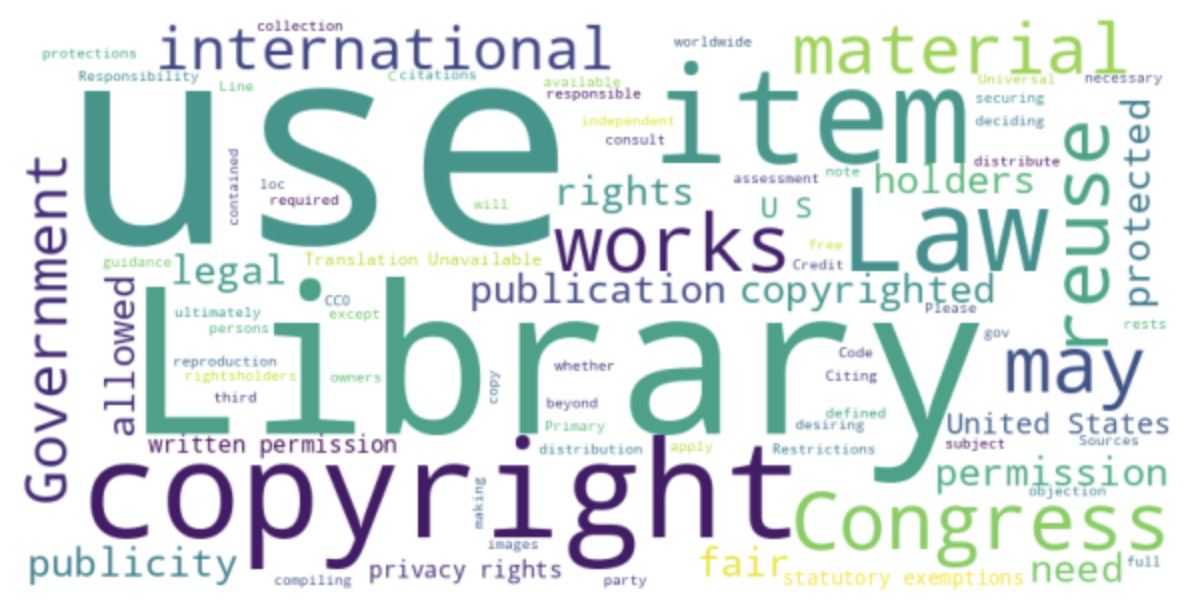 collection
international
worldwide
material
protections
Responsibility
Line
C
citations
available
responsible
Universal
necessary
use
item
securing
independent
deciding
consult
reuse
protected
Government
contained
loc
required
will
rights
assessment
note
distribute
holders
U S
works
free
Credit
Law
guidance
legal
Translation Unavailable
allowed
CC0
publication
copyrighted
Please
ultimately
except
persons
gov
rests
Library
reproduction
rightsholders
owners
third
copy
whether
beyond
Code
Citing
may
Primary
defined
desiring
United States
written permission
distribution
apply
Restrictions
subject
Sources
copyright
permission
making
objection
Congress
images
publicity
compiling
privacy rights
party
fair
statutory exemptions
need
full